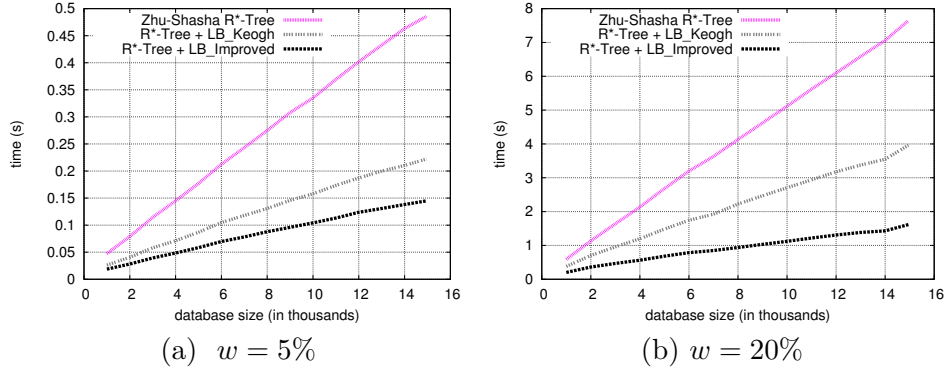 Zhu-Shasha R*-Tree
R*-Tree + LB_Keogh
R*-Tree + LB_Improved
time (s)
0.5
0.45
0.4
0.35
0.3
0.25
0.2
0.15
0.1
0.05
0
0 2 4 6 8 10 12 14 16
database size (in thousands)
(a) w = 5%
Zhu-Shasha R*-Tree
R*-Tree + LB_Keogh
R*-Tree + LB_Improved
time (s)
8
7
6
5
4
3
2
1
0
0 2 4 6 8 10 12 14 16
database size (in thousands)
(b) w = 20%